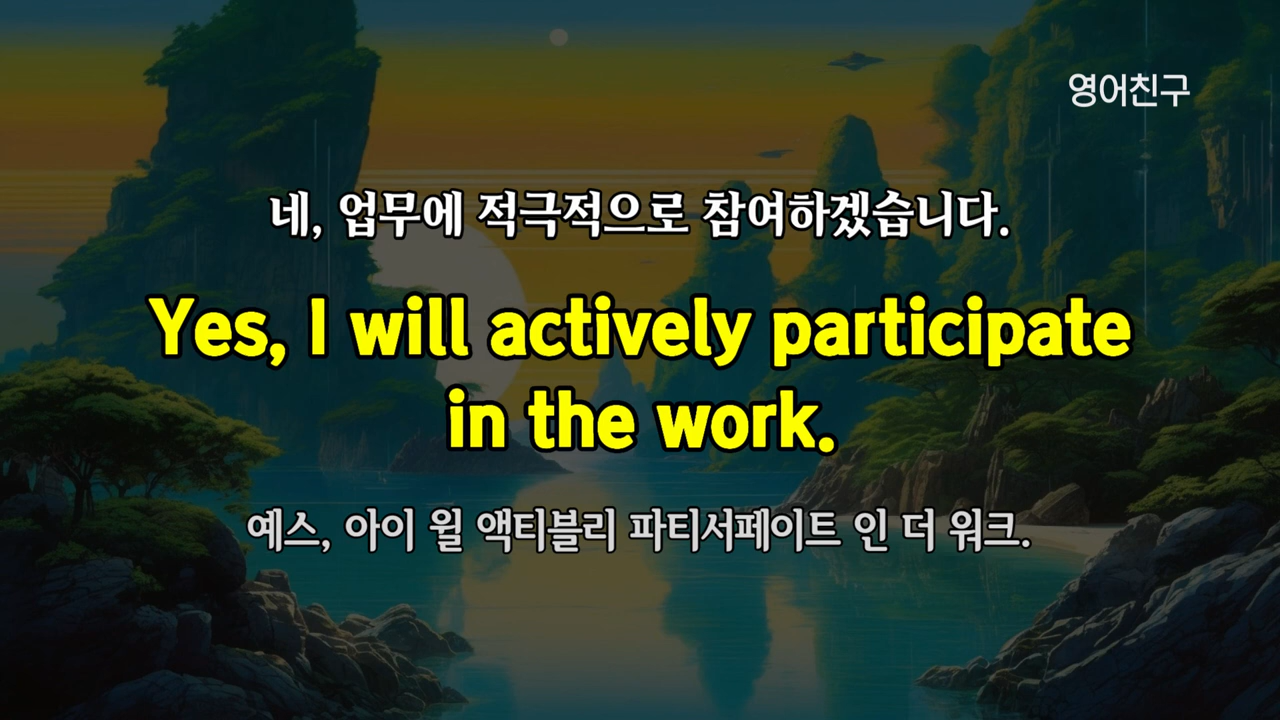 영어친구
네, 업무에 적극적으로 참여하겠습니다.
Yes, I will actively participate
in the work.
예스, 아이 윌 액티블리 파티서페이트 인 더 워크.